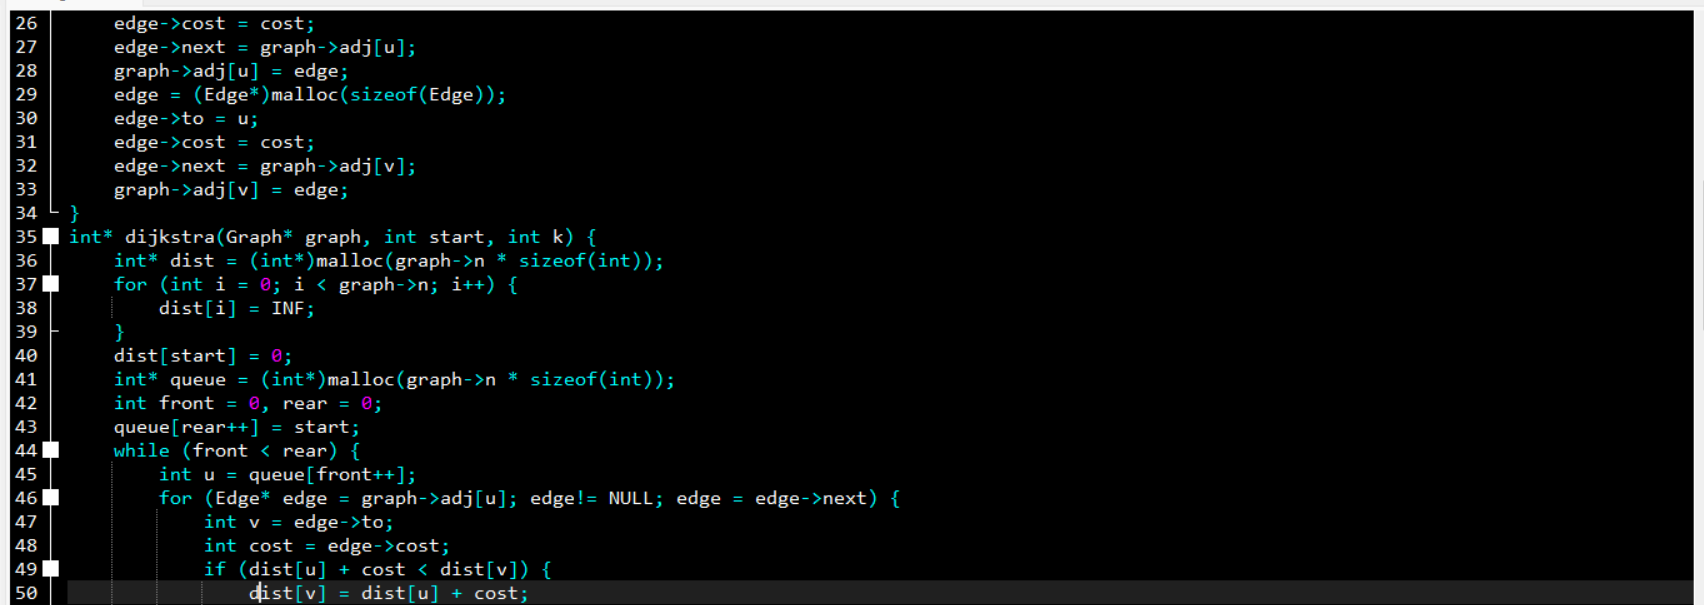 26 edge->cost = cost;
27 edge->next = graph->adj[u];
28 graph->adj[u] = edge;
29 edge = (Edge*)malloc(sizeof(Edge));
30 edge->to = u;
31 edge->cost = cost;
32 edge->next = graph->adj[v];
33 graph->adj[v] = edge;
34 }
35 int* dijkstra(Graph* graph, int start, int k) {
36 int* dist = (int*)malloc(graph->n * sizeof(int));
37 for (int i = 0; i < graph->n; i++) {
38 dist[i] = INF;
39 }
40 dist[start] = 0;
41 int* queue = (int*)malloc(graph->n * sizeof(int));
42 int front = 0, rear = 0;
43 queue[rear++] = start;
44 while (front < rear) {
45 int u = queue[front++];
46 for (Edge* edge = graph->adj[u]; edge!= NULL; edge = edge->next) {
47 int v = edge->to;
48 int cost = edge->cost;
49 if (dist[u] + cost < dist[v]) {
50 dist[v] = dist[u] + cost;